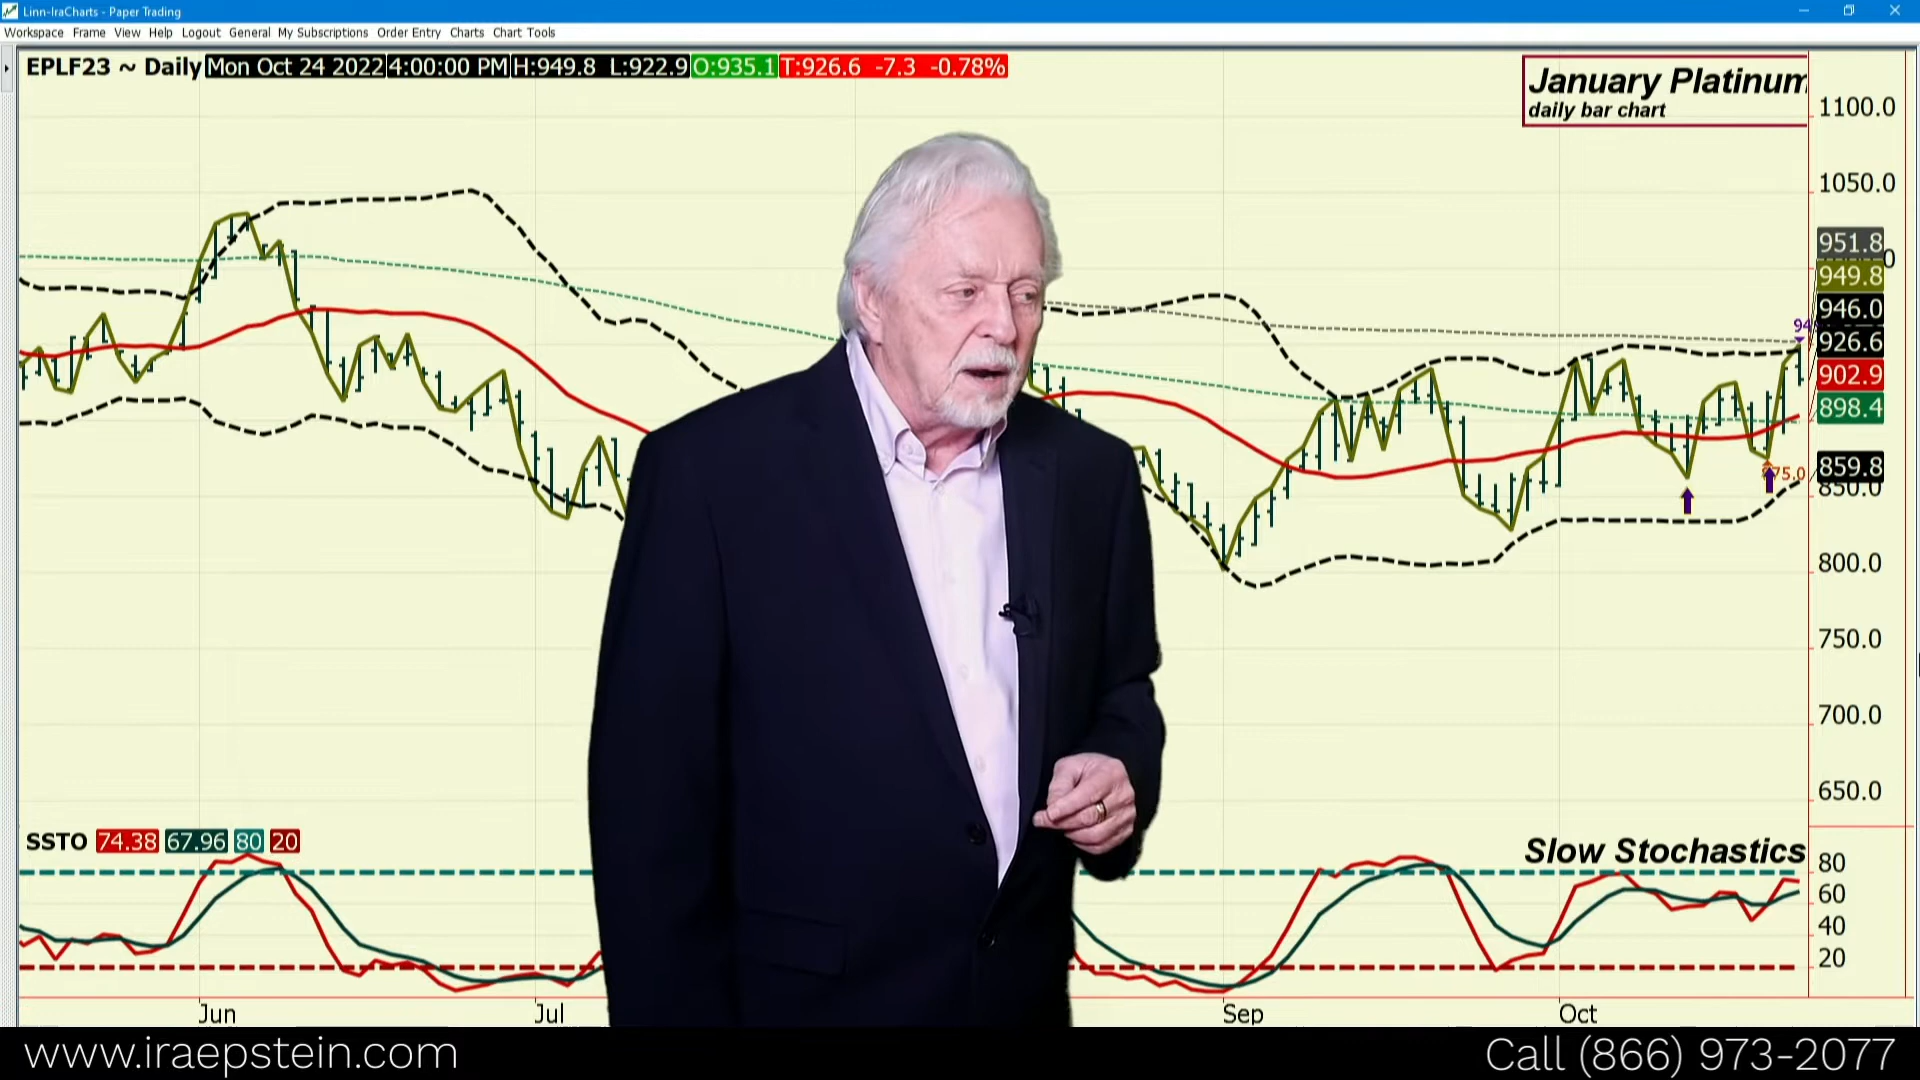 Linn-IraCharts - Paper Trading
Workspace Frame View Help Logout General My Subscriptions Order Entry Charts Chart Tools
EPLF23 ~ Daily Mon Oct 24 2022 4:00:00 PM H:949.8 L:922.9 O:935.1 T:926.6 -7.3 -0.78%
January Platinum
daily bar chart
1100.0
1050.0
951.8
949.8
946.0
926.6
902.9
898.4
859.8
850.0
800.0
750.0
700.0
650.0
SSTO 74.38 67.96 80 20
Slow Stochastics
80
60
40
20
Jun Jul Sep Oct
www.iraepstein.com
Call (866) 973-2077